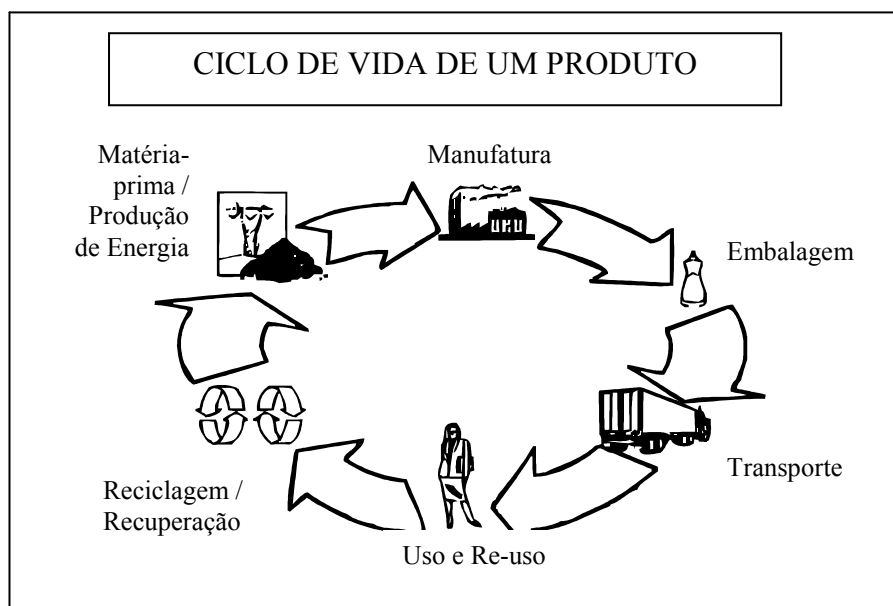 CICLO DE VIDA DE UM PRODUTO
Matéria-
prima /
Produção
de Energia
Manufatura
Embalagem
Transporte
Uso e Re-uso
Reciclagem /
Recuperação